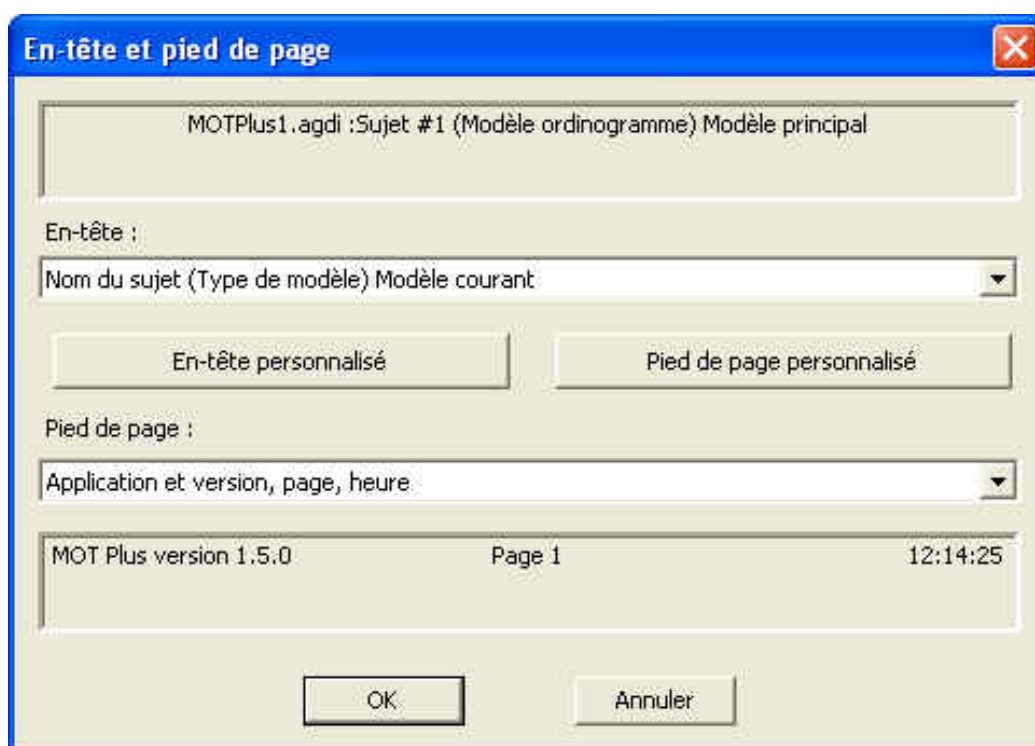 En-tête et pied de page
MOTPlus1.agdi :Sujet #1 (Modèle ordinogramme) Modèle principal
En-tête :
Nom du sujet (Type de modèle) Modèle courant
En-tête personnalisé Pied de page personnalisé
Pied de page :
Application et version, page, heure
MOT Plus version 1.5.0 Page 1 12:14:25
OK Annuler